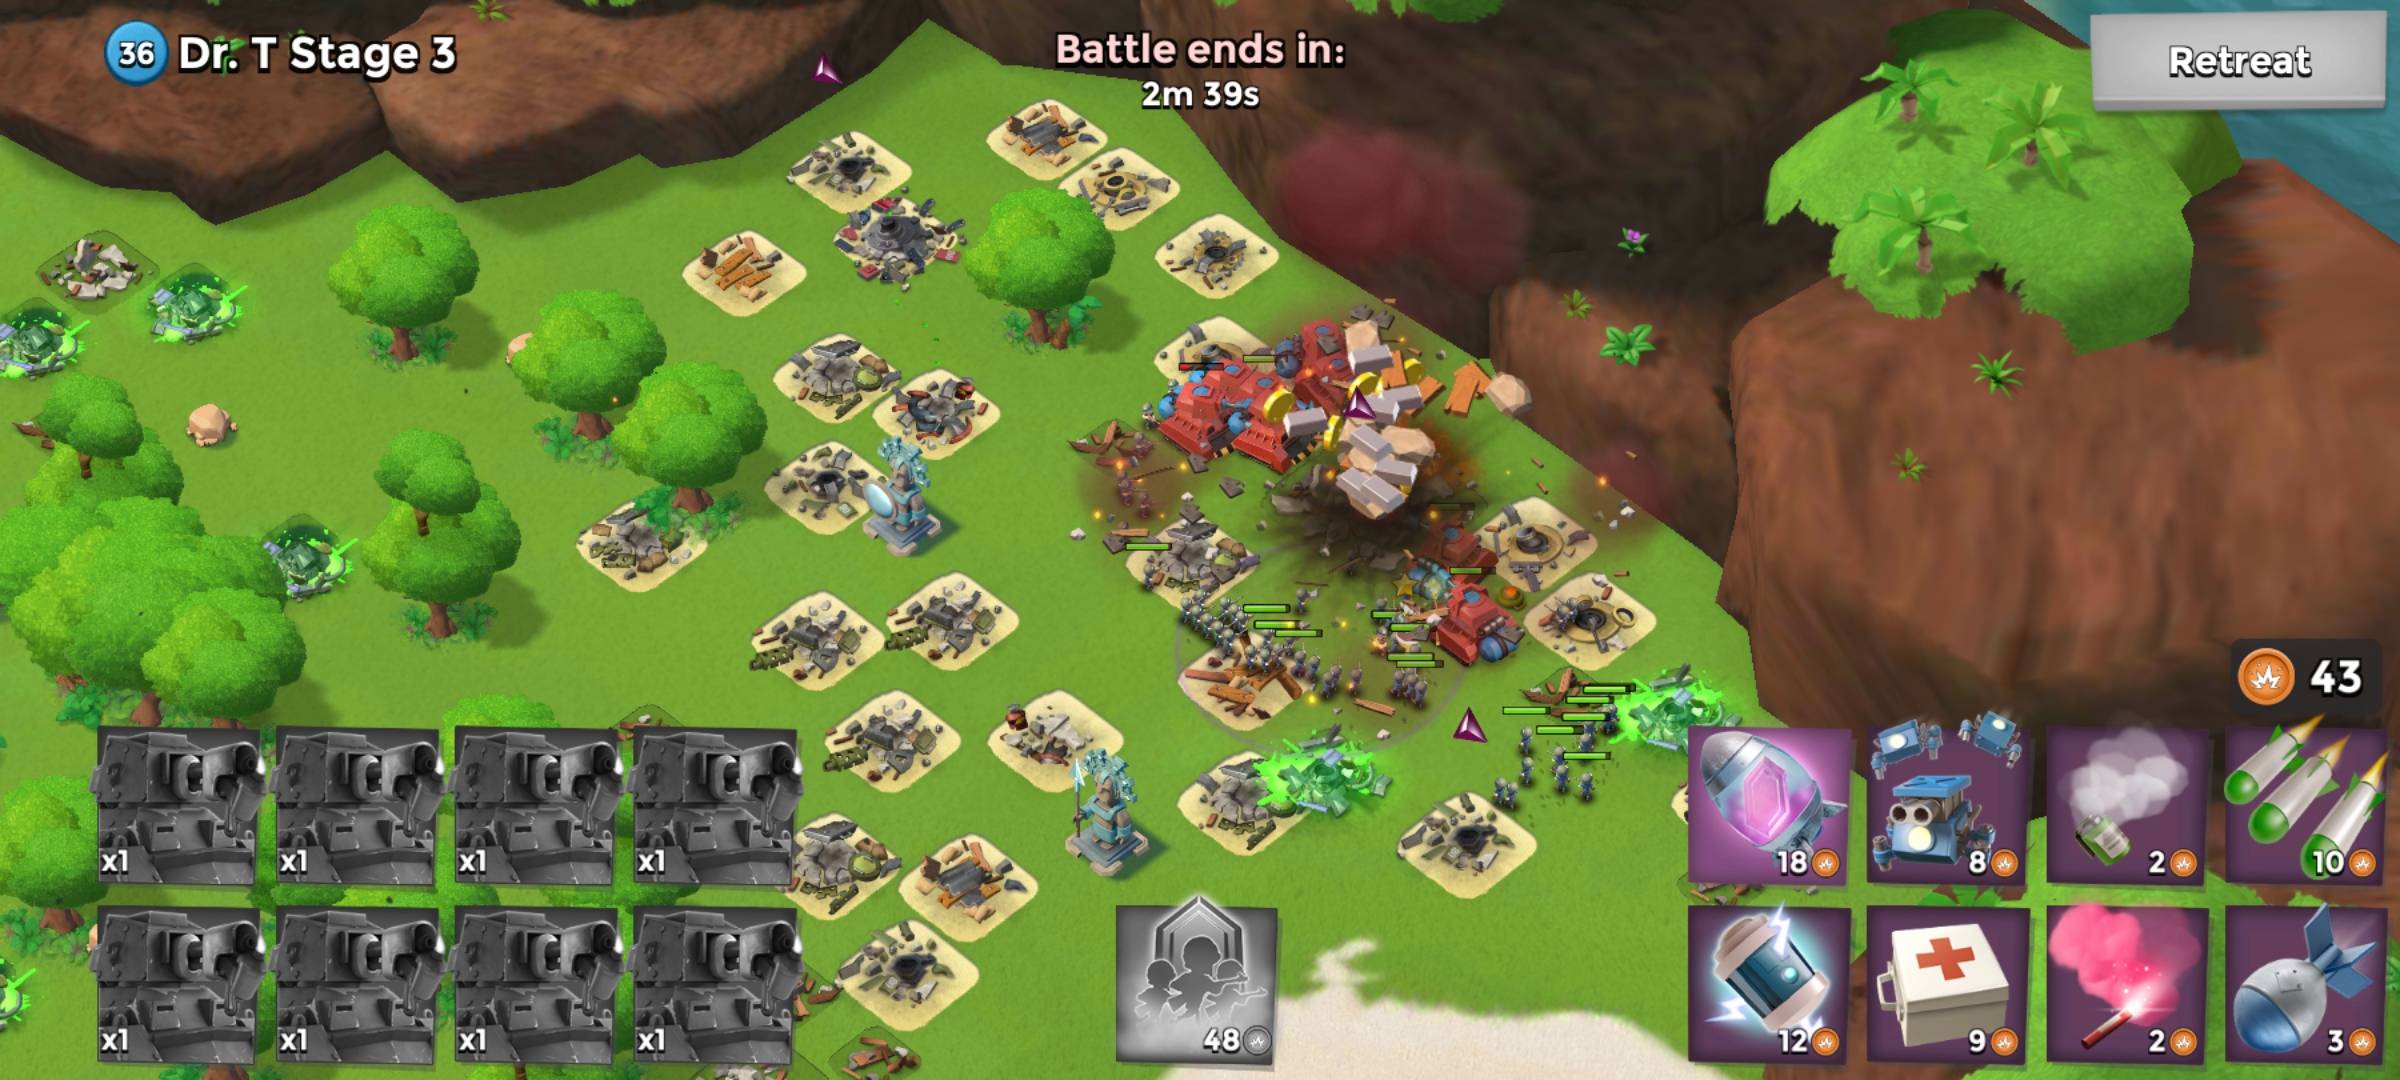 36 Dr. T Stage 3
Battle ends in:
2m 39s
Retreat
43
x1 x1 x1 x1
18 8 2 10
x1 x1 x1 x1
48
12 9 2 3